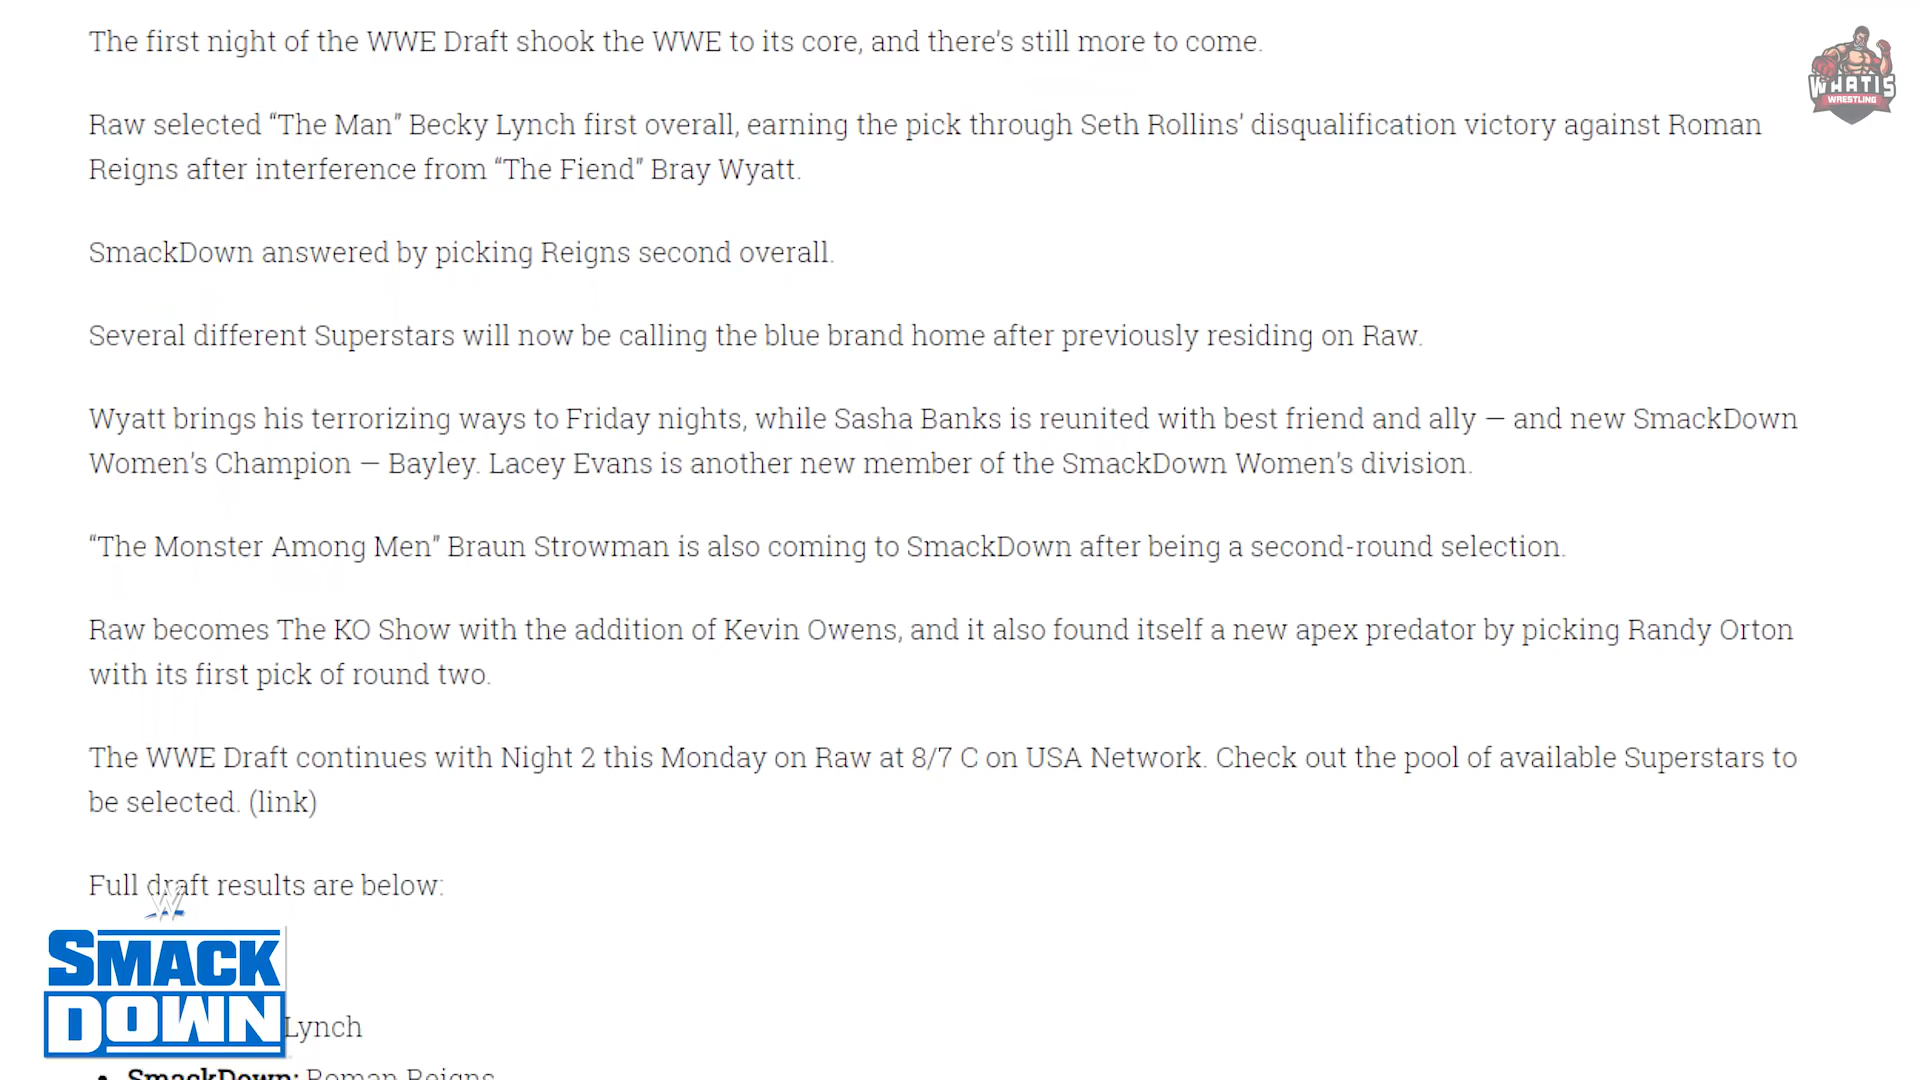 The first night of the WWE Draft shook the WWE to its core, and there's still more to come.
WHATIS
WRESTLING
Raw selected “The Man” Becky Lynch first overall, earning the pick through Seth Rollins' disqualification victory against Roman
Reigns after interference from “The Fiend” Bray Wyatt.
SmackDown answered by picking Reigns second overall.
Several different Superstars will now be calling the blue brand home after previously residing on Raw.
Wyatt brings his terrorizing ways to Friday nights, while Sasha Banks is reunited with best friend and ally — and new SmackDown
Women's Champion — Bayley. Lacey Evans is another new member of the SmackDown Women's division.
“The Monster Among Men” Braun Strowman is also coming to SmackDown after being a second-round selection.
Raw becomes The KO Show with the addition of Kevin Owens, and it also found itself a new apex predator by picking Randy Orton
with its first pick of round two.
The WWE Draft continues with Night 2 this Monday on Raw at 8/7 C on USA Network. Check out the pool of available Superstars to
be selected. (link)
Full draft results are below:
W
SMACK
DOWN
Lynch
• SmackDown: Roman Reigns